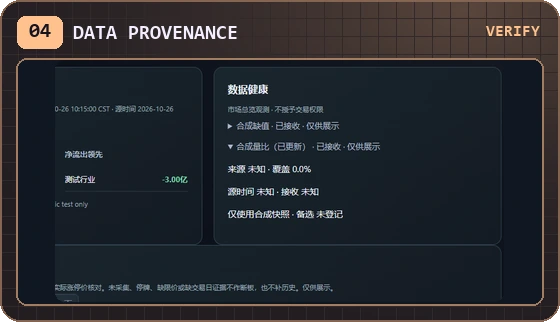 04 DATA PROVENANCE
VERIFY
0-26 10:15:00 CST · 源时间 2026-10-26
净流出领先
测试行业 -3.00亿
ic test only
数据健康
市场总览观测 · 不授予交易权限
▶ 合成缺值 · 已接收 · 仅供展示
▼ 合成量比（已更新） · 已接收 · 仅供展示
来源 未知 · 覆盖 0.0%
源时间 未知 · 接收 未知
仅使用合成快照 · 备选 未登记
实际涨停价核对。未采集、停牌、缺限价或缺交易日证据不作断板，也不补历史。仅供展示。